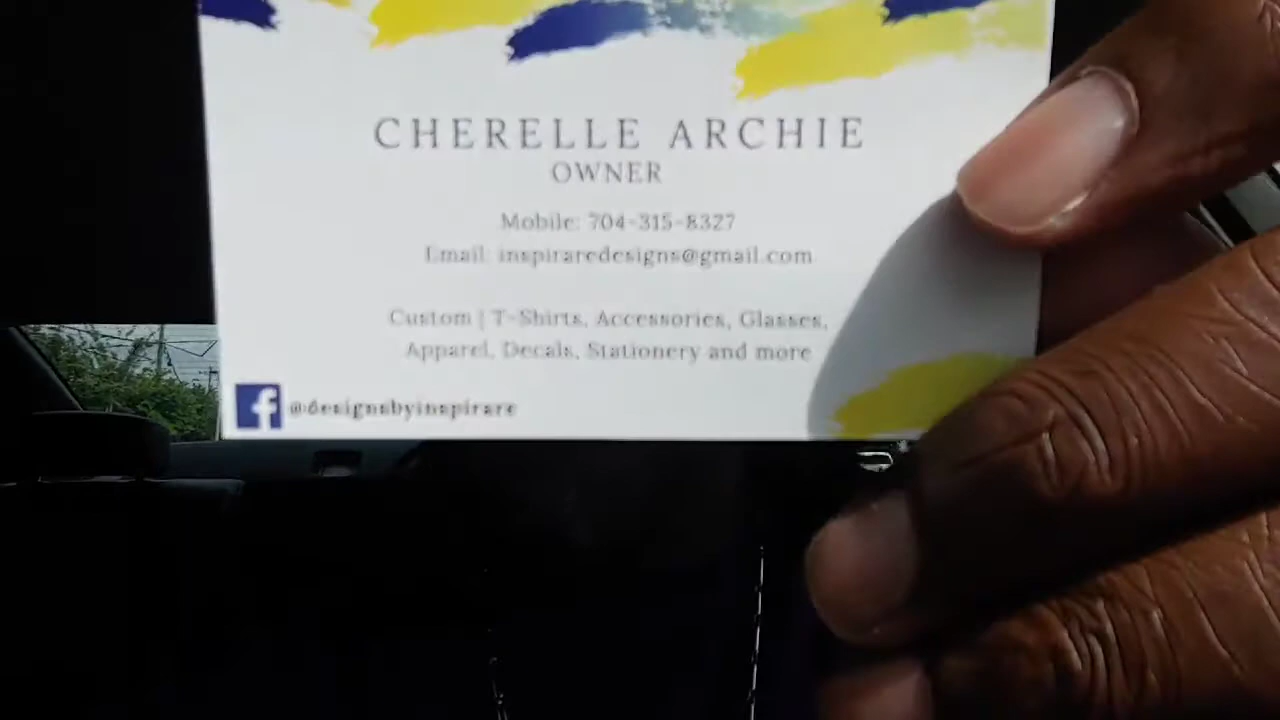 CHERELLE ARCHIE
OWNER
Mobile: 704-315-8327
Email: inspiraredesigns@gmail.com
Custom | T-Shirts, Accessories, Glasses,
Apparel, Decals, Stationery and more
f @designsbyinspirare